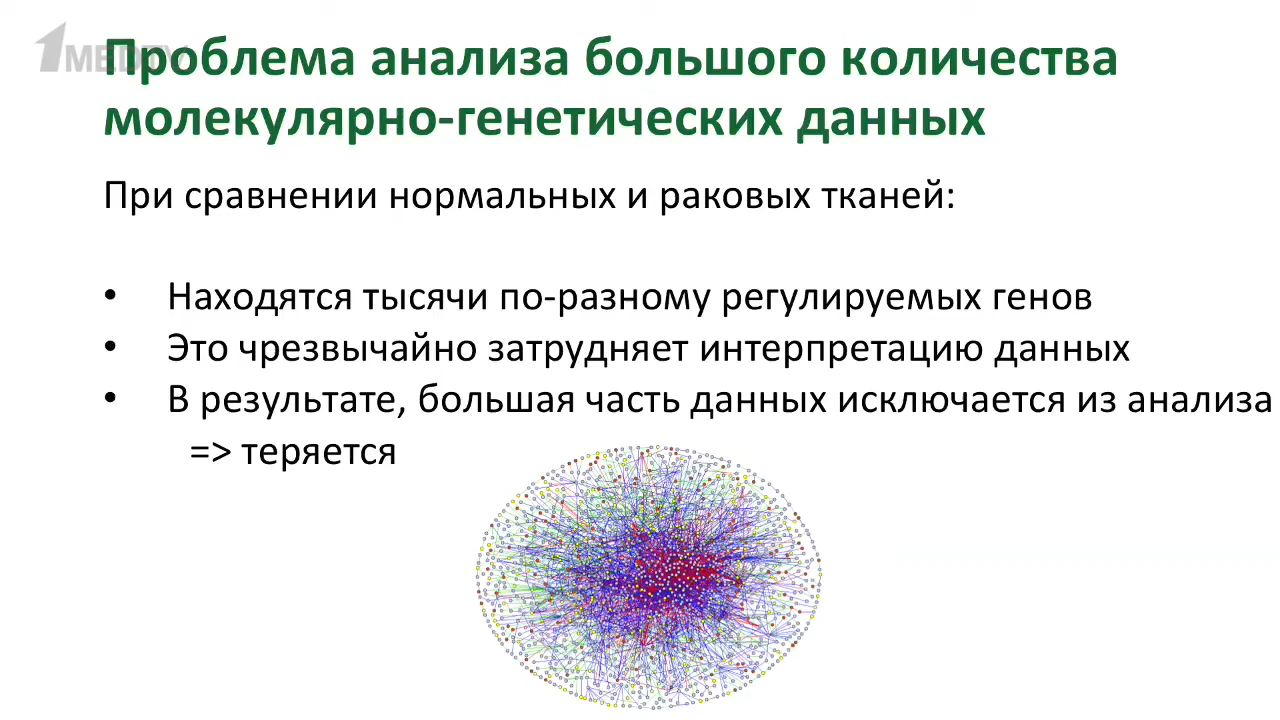 1MEDTV
Проблема анализа большого количества
молекулярно-генетических данных
При сравнении нормальных и раковых тканей:
• Находятся тысячи по-разному регулируемых генов
• Это чрезвычайно затрудняет интерпретацию данных
• В результате, большая часть данных исключается из анализа
=> теряется